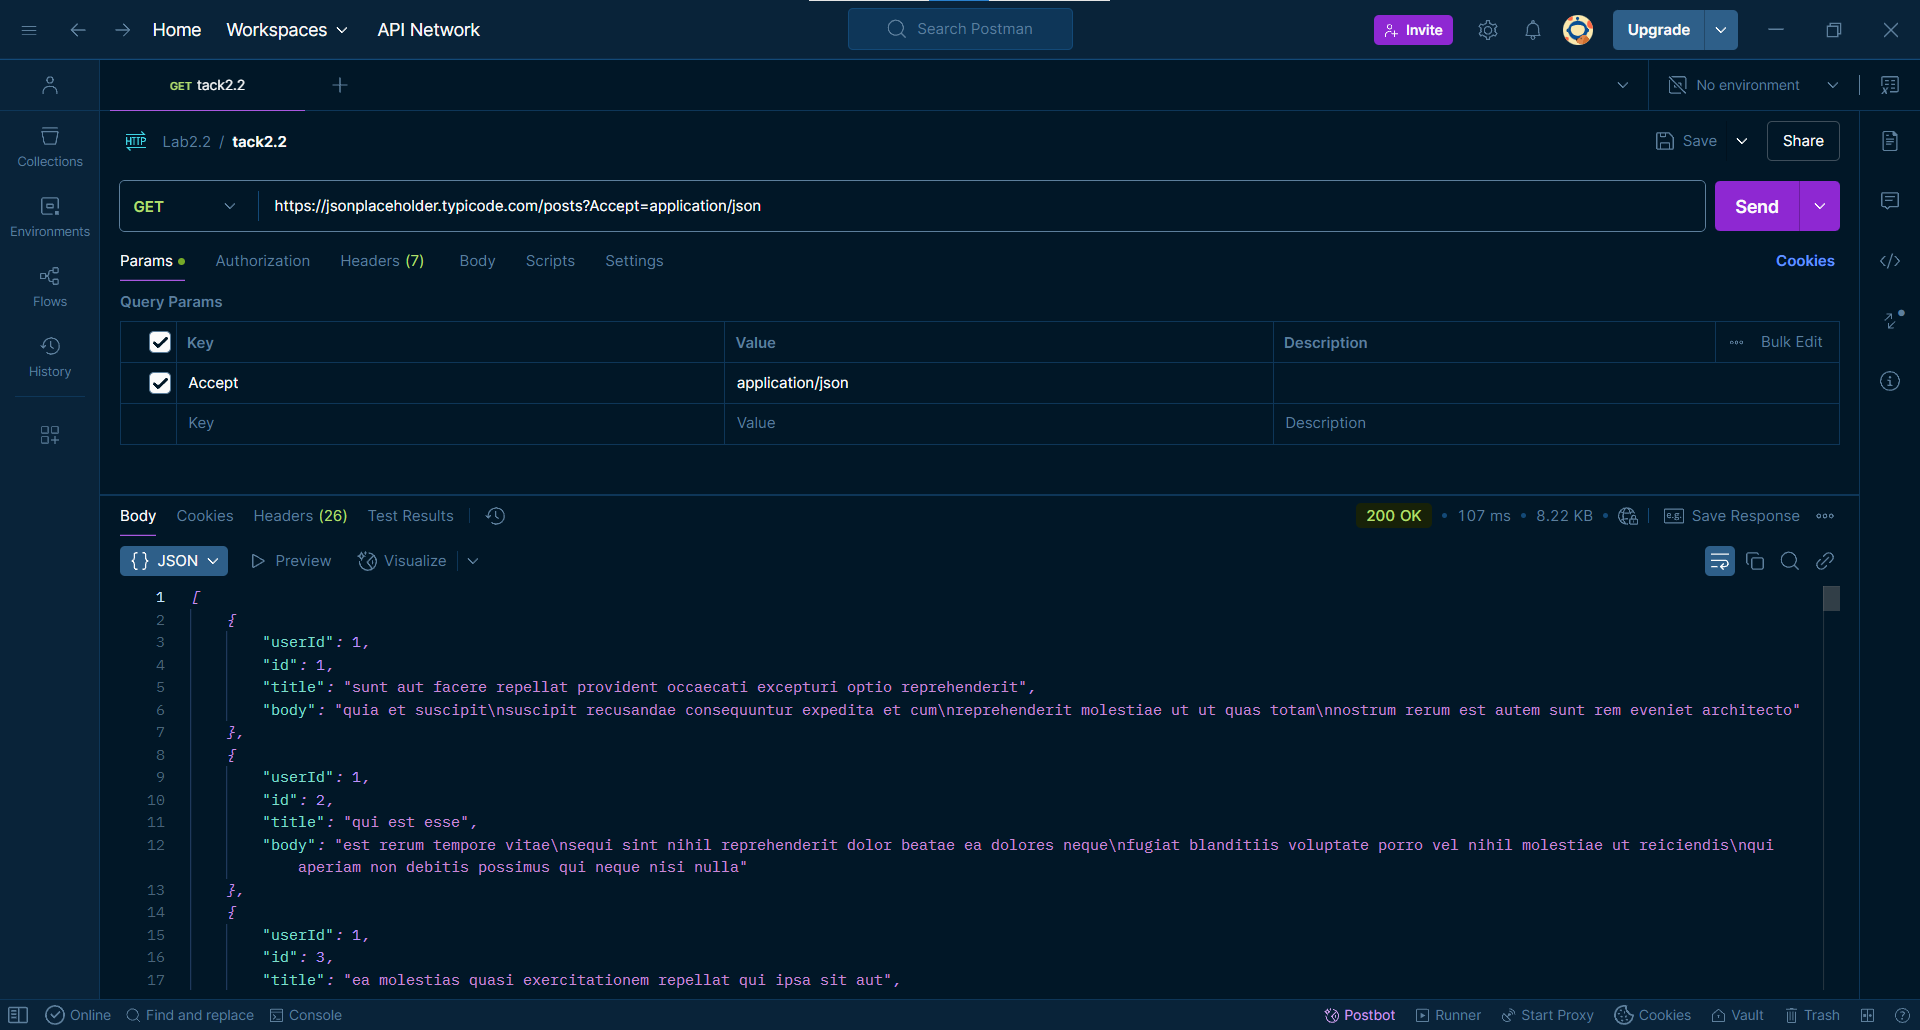 Home Workspaces API Network Search Postman Invite Upgrade
GET tack2.2 No environment
HTTP Lab2.2 / tack2.2 Save Share
GET https://jsonplaceholder.typicode.com/posts?Accept=application/json Send
Params Authorization Headers (7) Body Scripts Settings Cookies
Query Params
Key Value Description Bulk Edit
Accept application/json
Key Value Description
Collections
Environments
Flows
History
Body Cookies Headers (26) Test Results 200 OK • 107 ms • 8.22 KB • e.g. Save Response
{} JSON Preview Visualize
1 [
2 {
3 "userId": 1,
4 "id": 1,
5 "title": "sunt aut facere repellat provident occaecati excepturi optio reprehenderit",
6 "body": "quia et suscipit\nsuscipit recusandae consequuntur expedita et cum\nreprehenderit molestiae ut ut quas totam\nnostrum rerum est autem sunt rem eveniet architecto"
7 },
8 {
9 "userId": 1,
10 "id": 2,
11 "title": "qui est esse",
12 "body": "est rerum tempore vitae\nsequi sint nihil reprehenderit dolor beatae ea dolores neque\nfugiat blanditiis voluptate porro vel nihil molestiae ut reiciendis\nqui
aperiam non debitis possimus qui neque nisi nulla"
13 },
14 {
15 "userId": 1,
16 "id": 3,
17 "title": "ea molestias quasi exercitationem repellat qui ipsa sit aut",
Online Find and replace Console Postbot Runner Start Proxy Cookies Vault Trash